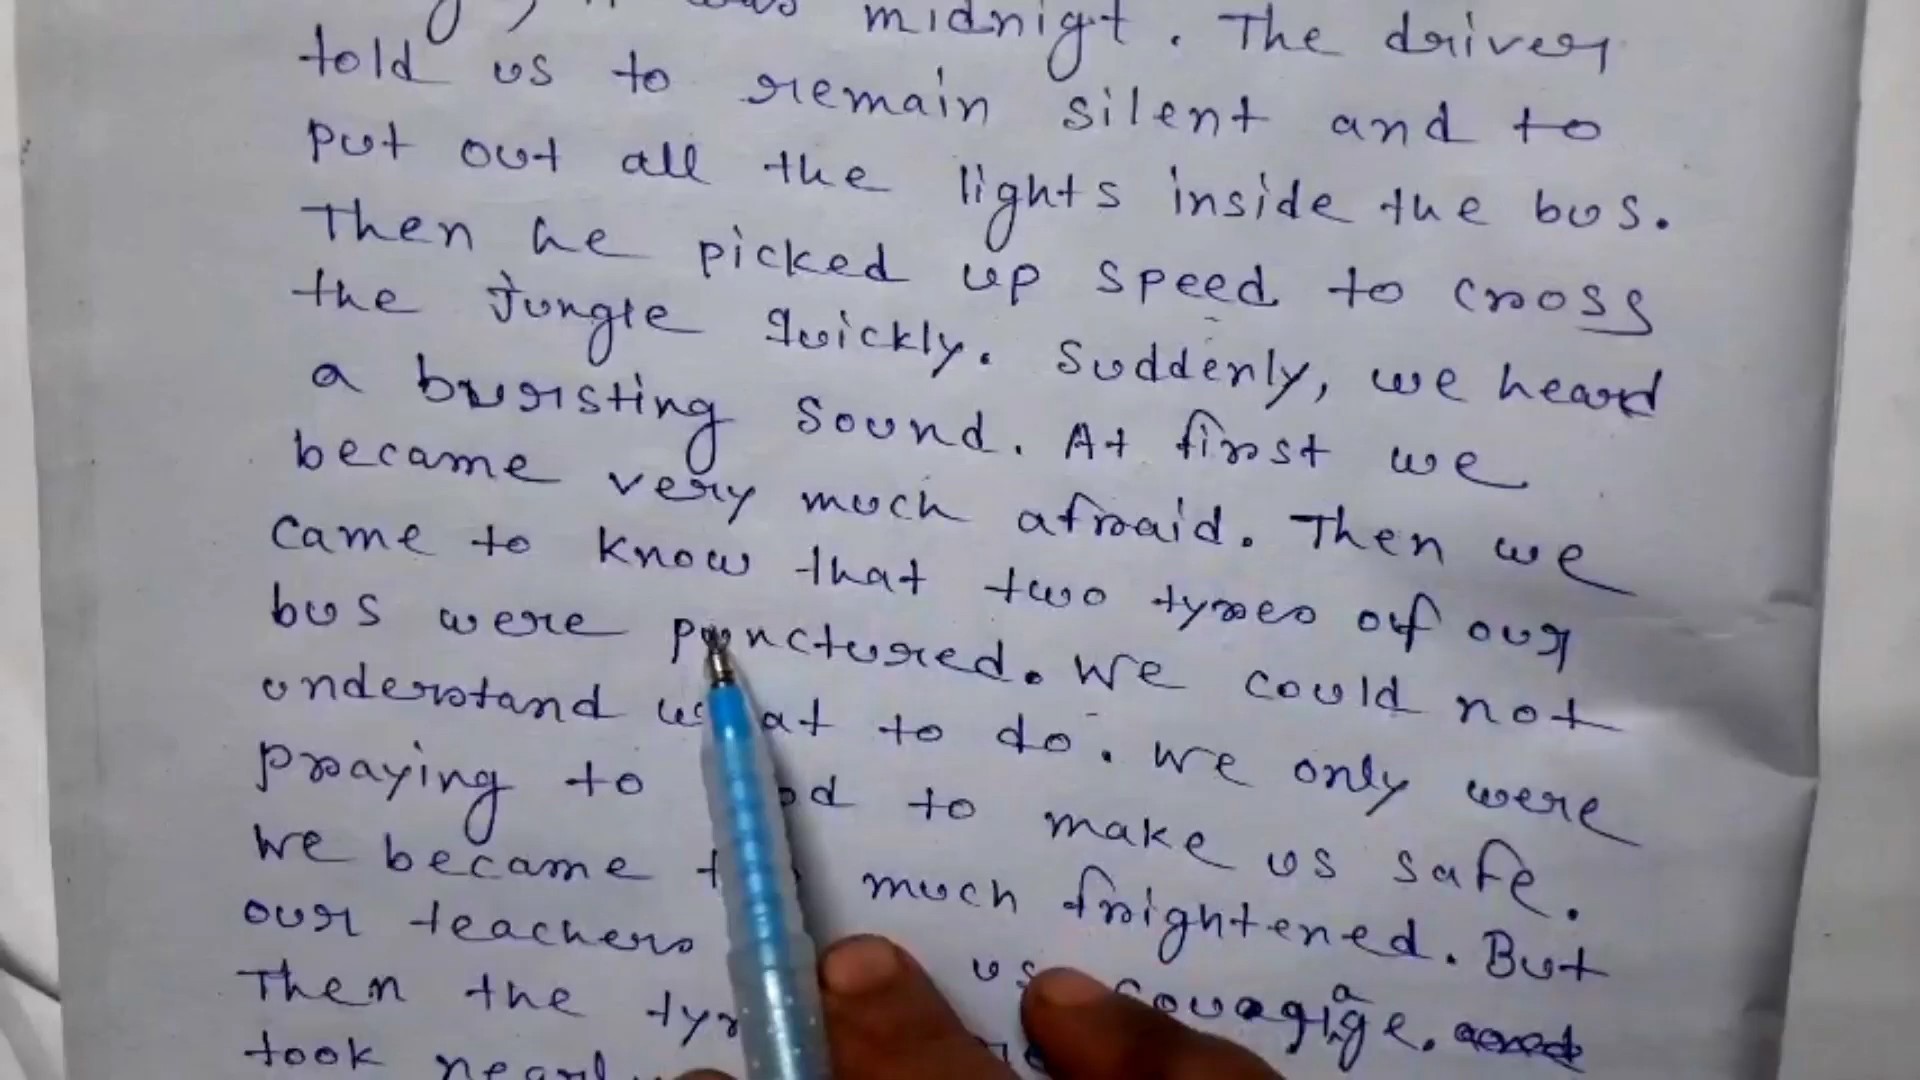 was midnigt. The driver
told us to remain silent and to
put out all the lights inside the bus.
Then he picked up speed to cross
the Jungle quickly. Suddenly, we heard
a bursting sound. At first we
became very much afraid. Then we
came to know that two tyres of our
bus were punctured. We could not
understand what to do. We only were
praying to God to make us safe.
We became much frightened. But
our teachers us
Then the
took